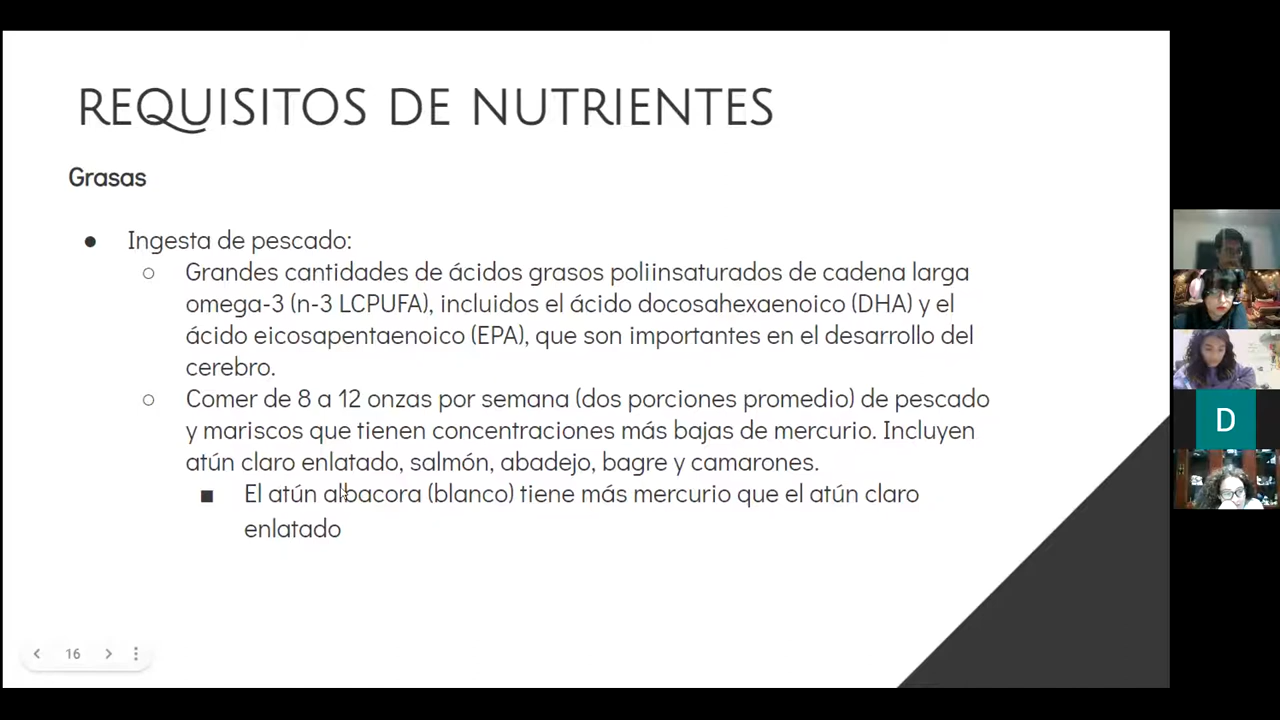 REQUISITOS DE NUTRIENTES
Grasas
● Ingesta de pescado:
○ Grandes cantidades de ácidos grasos poliinsaturados de cadena larga
omega-3 (n-3 LCPUFA), incluidos el ácido docosahexaenoico (DHA) y el
ácido eicosapentaenoico (EPA), que son importantes en el desarrollo del
cerebro.
○ Comer de 8 a 12 onzas por semana (dos porciones promedio) de pescado
y mariscos que tienen concentraciones más bajas de mercurio. Incluyen
atún claro enlatado, salmón, abadejo, bagre y camarones.
■ El atún albacora (blanco) tiene más mercurio que el atún claro
enlatado
16
D